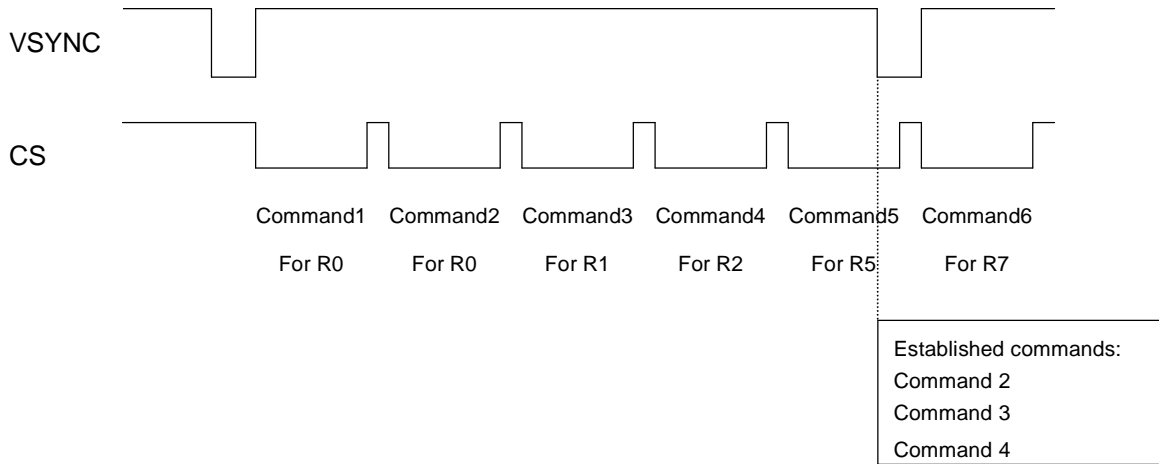 VSYNC
CS
Command1 Command2 Command3 Command4 Command5 Command6
For R0 For R0 For R1 For R2 For R5 For R7
Established commands:
Command 2
Command 3
Command 4